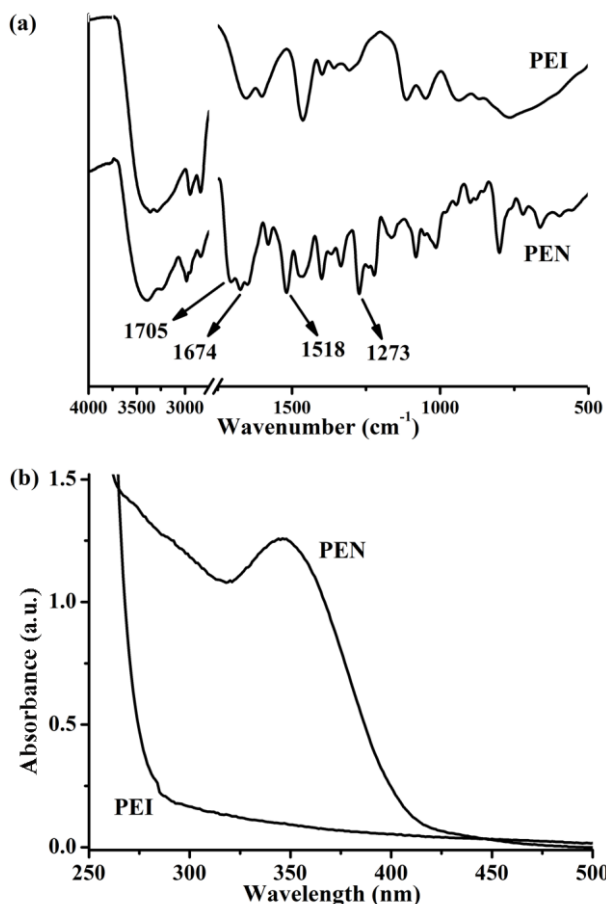 (a)
PEI
PEN
1705
1674
1518
1273
4000 3500 3000 1500 1000 500
Wavenumber (cm⁻¹)
(b)
1.5
1.0
0.5
0.0
Absorbance (a.u.)
PEN
PEI
250 300 350 400 450 500
Wavelength (nm)